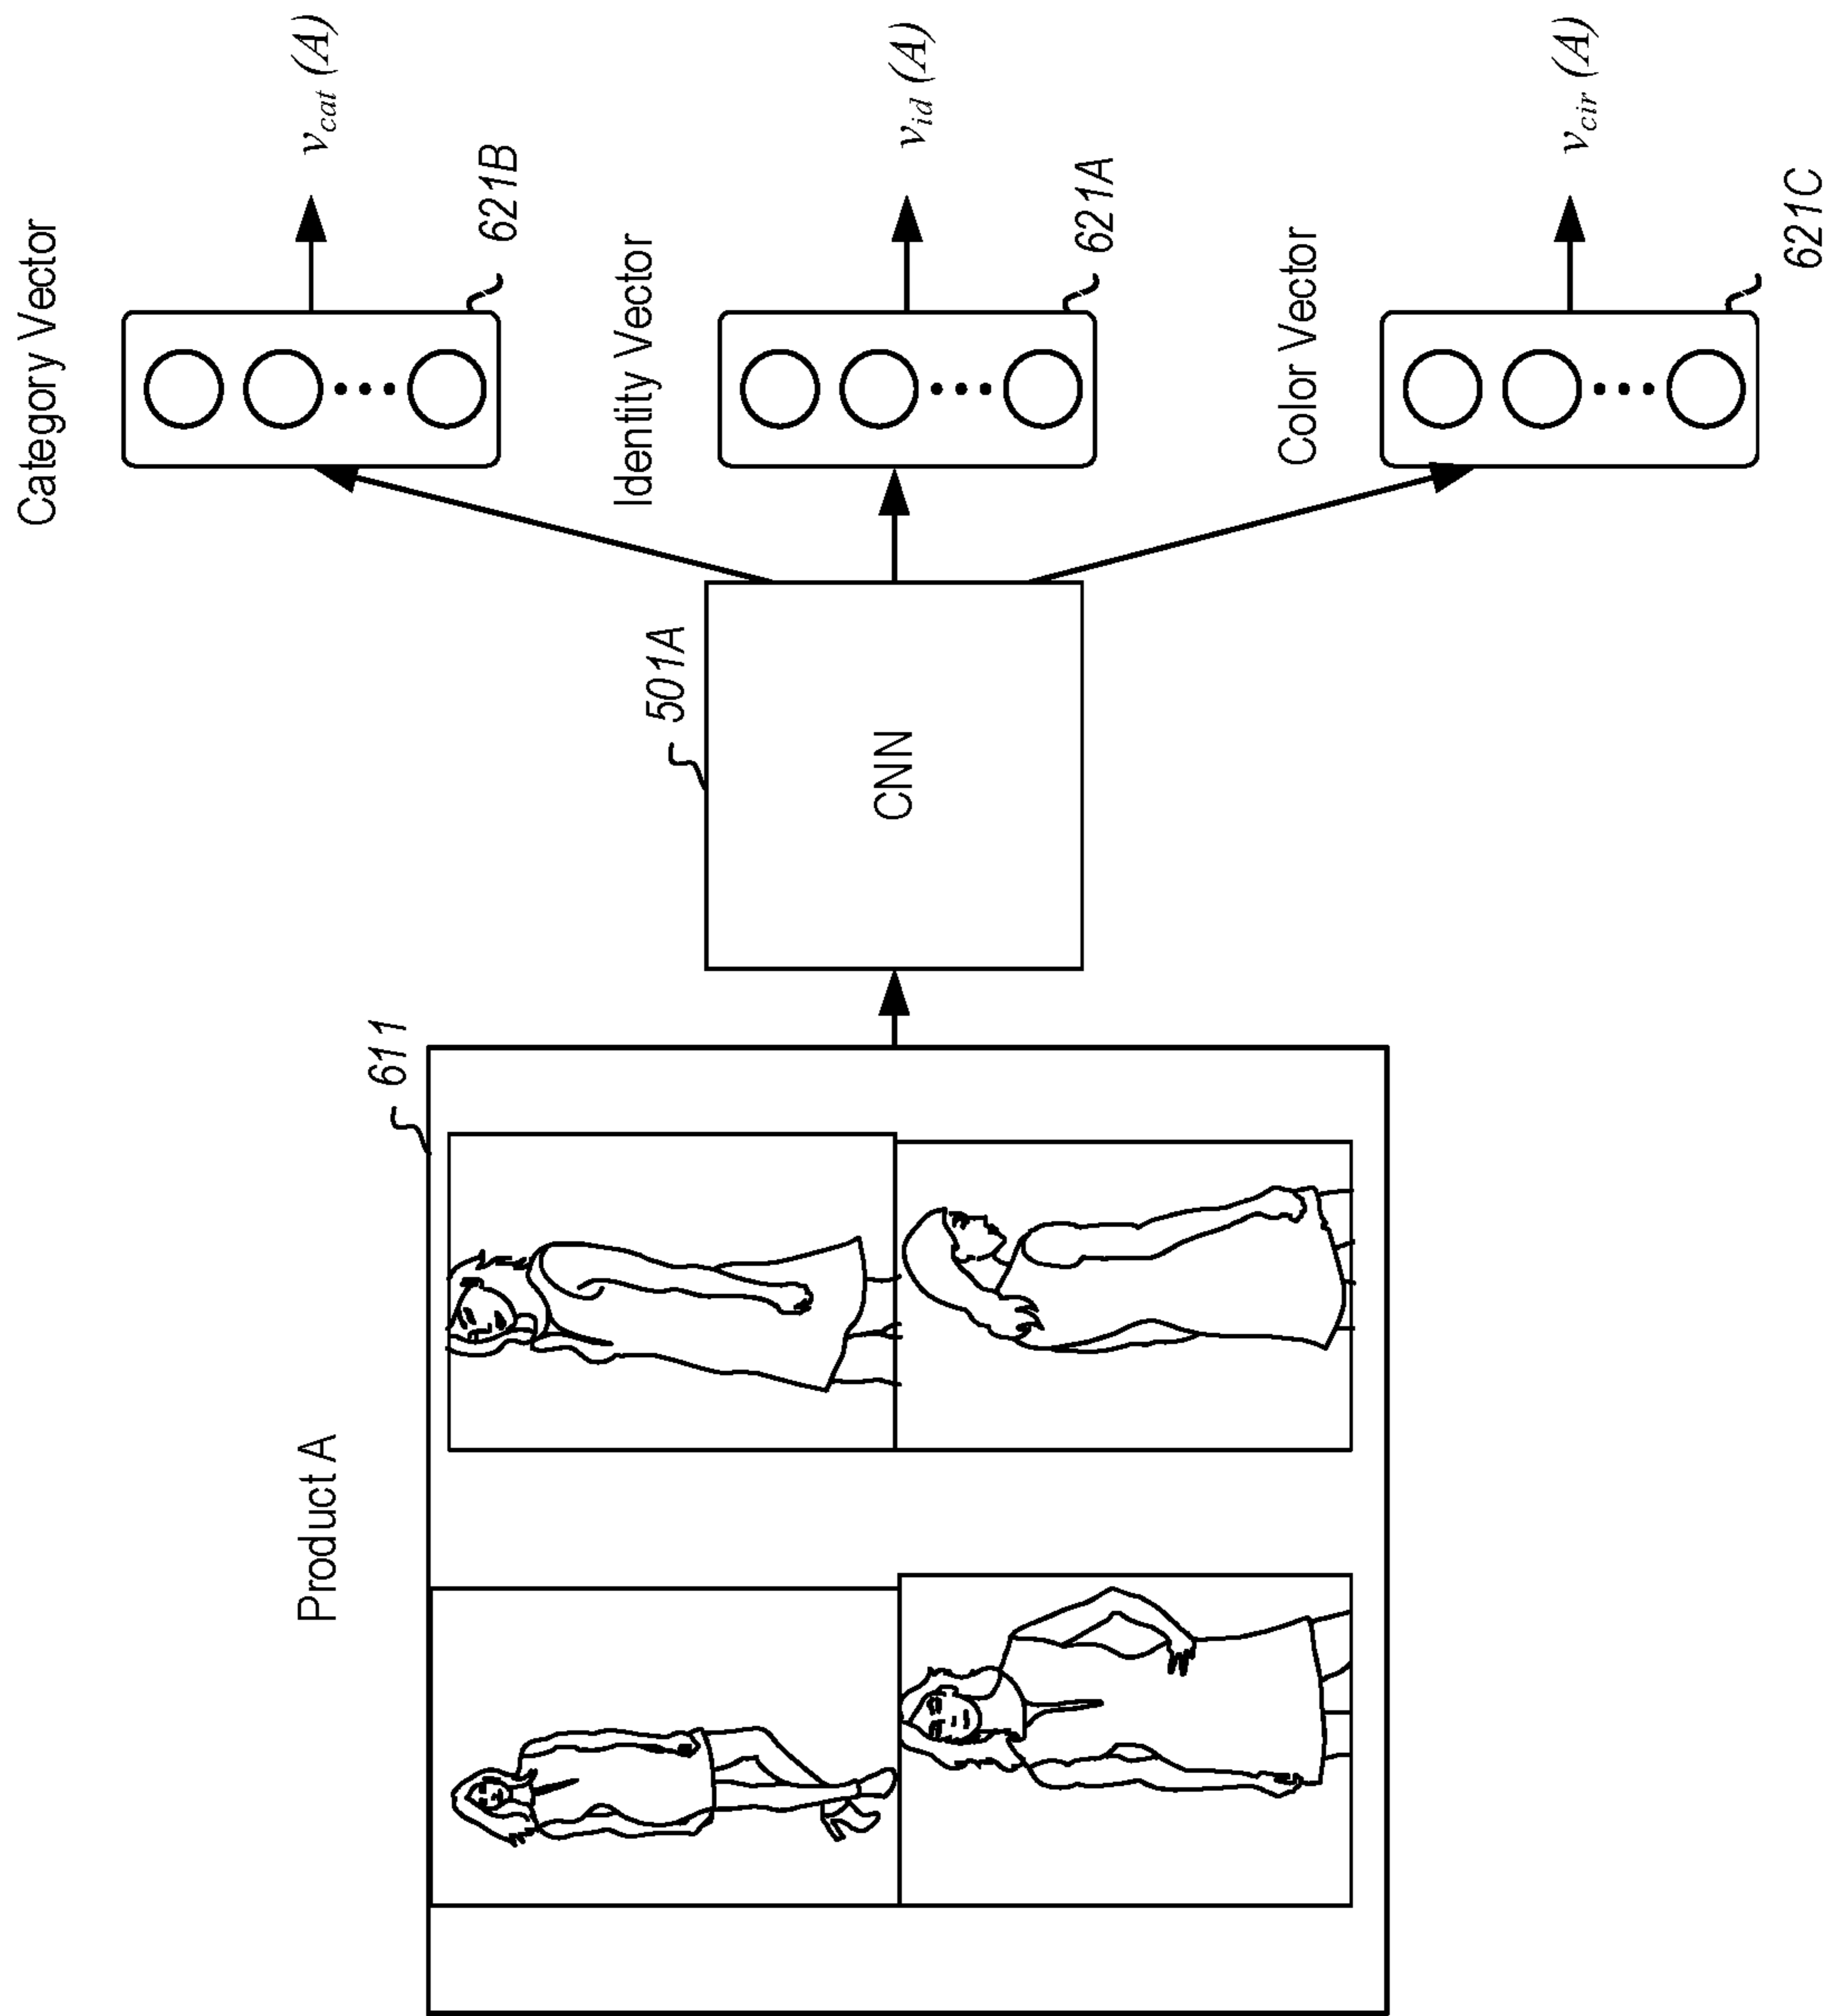 Product A
611
501A
CNN
Category Vector
621B
v_cat (A)
Identity Vector
621A
v_id (A)
Color Vector
621C
v_cir (A)